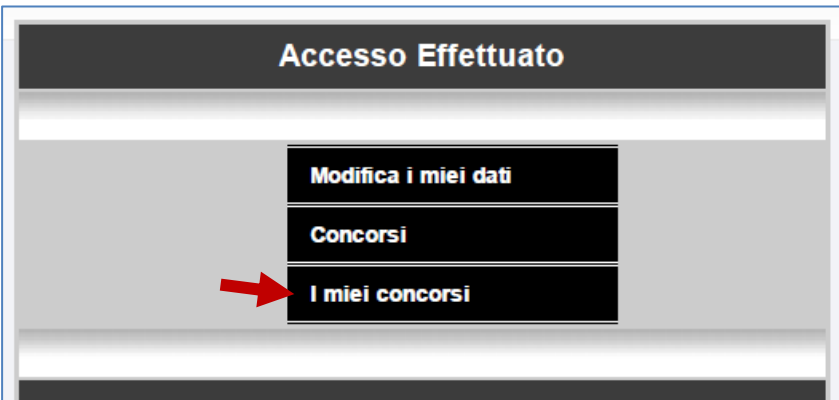 Accesso Effettuato
Modifica i miei dati
Concorsi
I miei concorsi